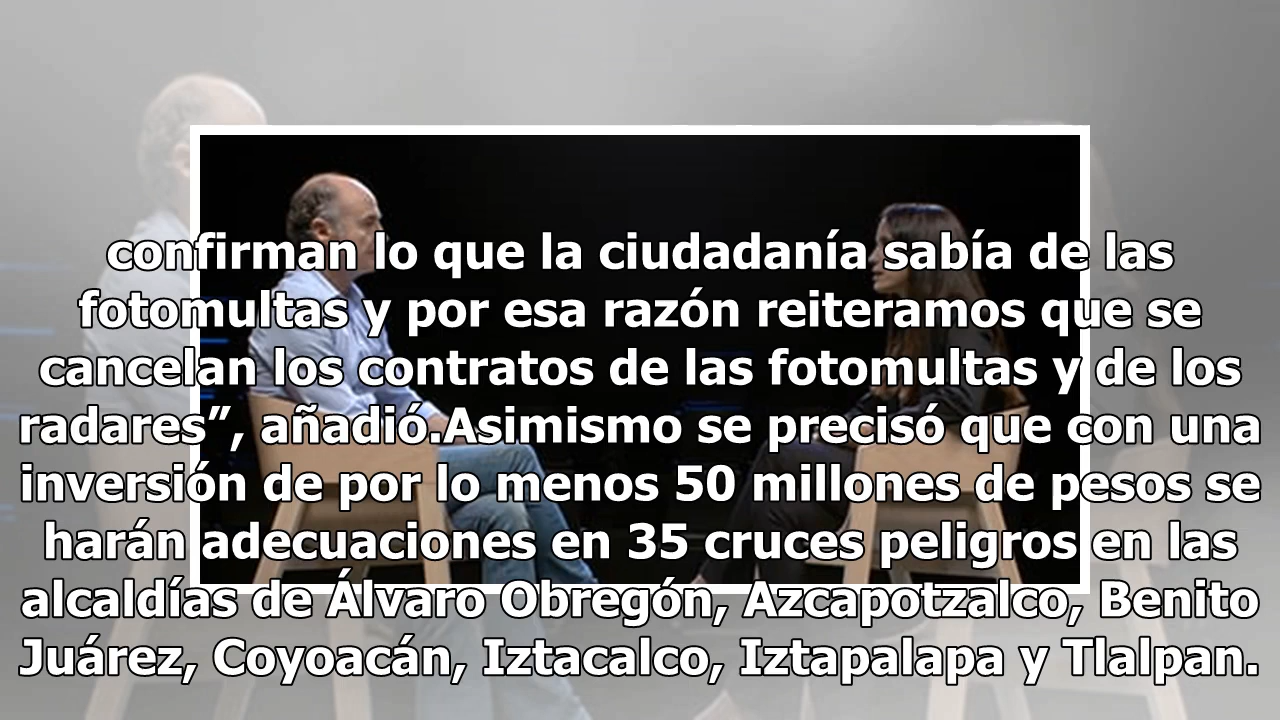 confirman lo que la ciudadanía sabía de las
fotomultas y por esa razón reiteramos que se
cancelan los contratos de las fotomultas y de los
radares”, añadió.Asimismo se precisó que con una
inversión de por lo menos 50 millones de pesos se
harán adecuaciones en 35 cruces peligros en las
alcaldías de Álvaro Obregón, Azcapotzalco, Benito
Juárez, Coyoacán, Iztacalco, Iztapalapa y Tlalpan.